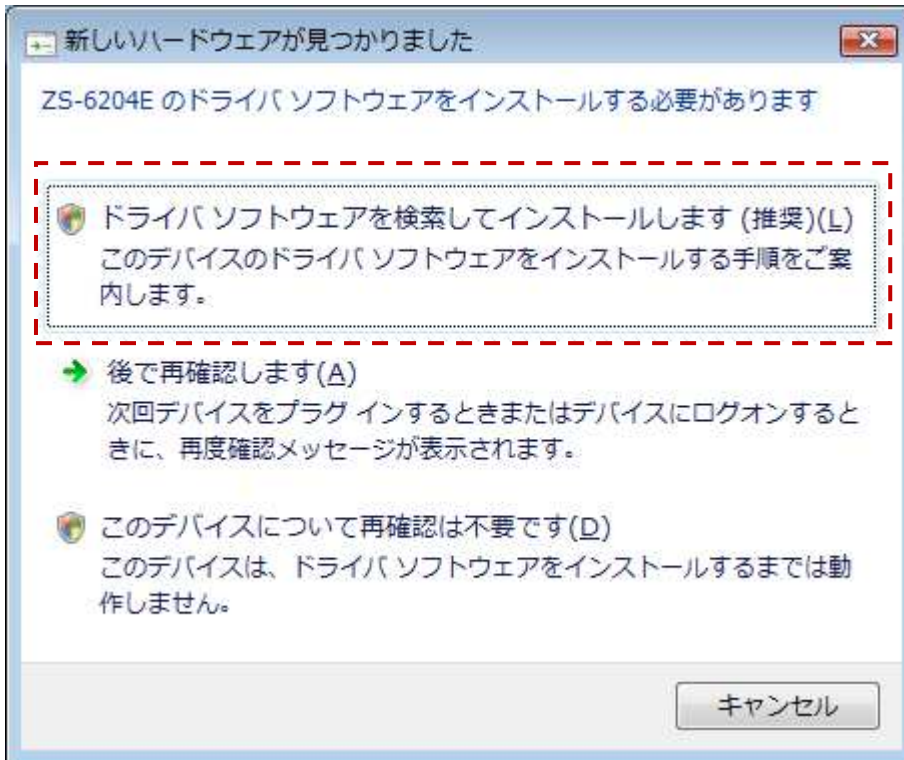 新しいハードウェアが見つかりました
ZS-6204E のドライバ ソフトウェアをインストールする必要があります
ドライバ ソフトウェアを検索してインストールします (推奨)(L)
このデバイスのドライバ ソフトウェアをインストールする手順をご案
内します。
後で再確認します(A)
次回デバイスをプラグ インするときまたはデバイスにログオンすると
きに、再度確認メッセージが表示されます。
このデバイスについて再確認は不要です(D)
このデバイスは、ドライバ ソフトウェアをインストールするまでは動
作しません。
キャンセル